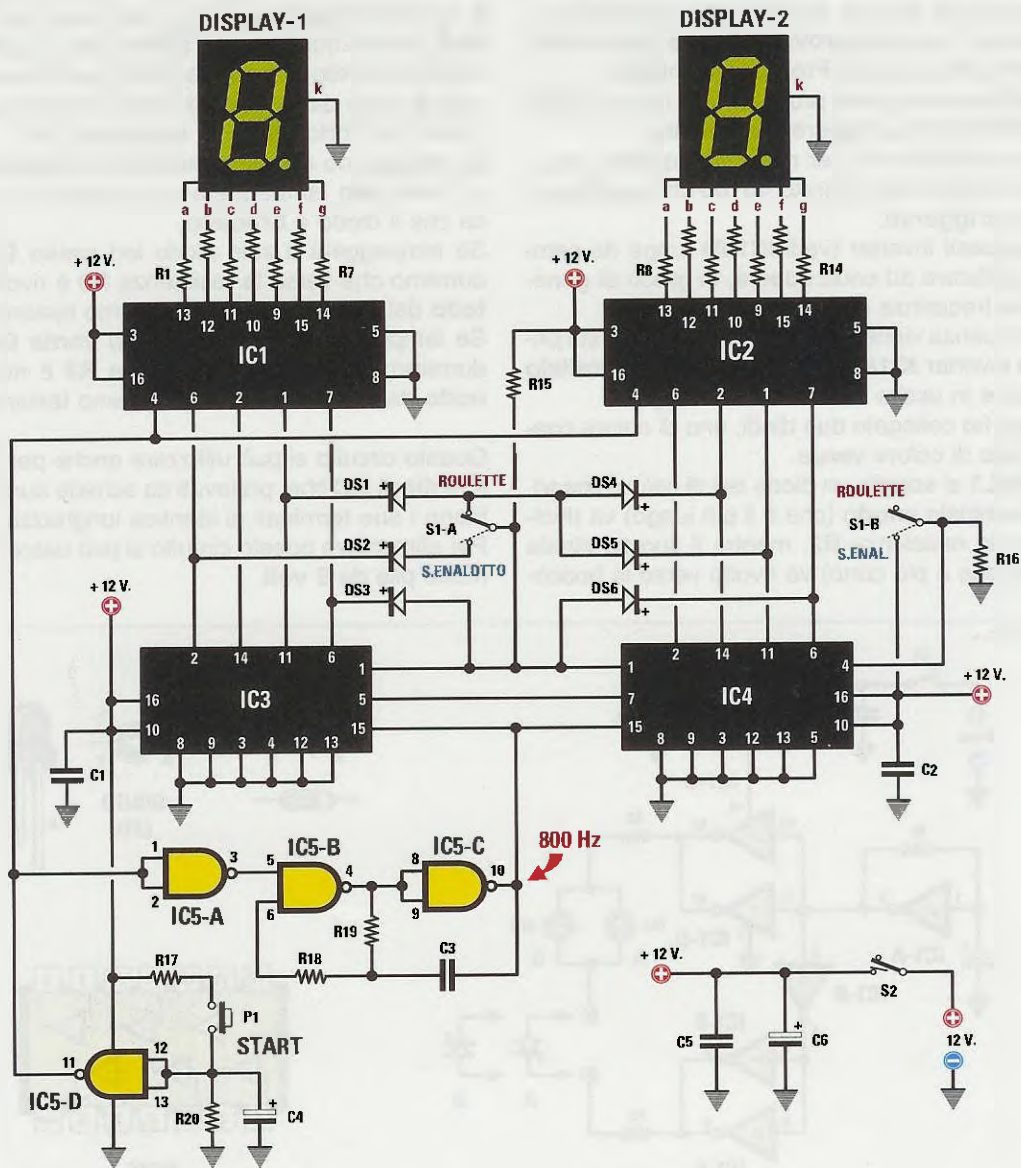 DISPLAY-1
DISPLAY-2
k
k
a b c d e f g
a b c d e f g
+ 12 V.
R1
R7
+ 12 V.
R8
R14
13 12 11 10 9 15 14
3
5
IC1
16
8
4 6 2 1 7
R15
13 12 11 10 9 15 14
3
5
IC2
16
8
4 6 2 1 7
DS1 +
ROULETTE
DS4
+
S1-A
DS2 +
S.ENALOTTO
DS5
+
DS3 +
DS6
+
ROULETTE
S1-B
S.ENAL.
R16
+ 12 V.
2 14 11 6
1
IC3
16
5
10
15
8 9 3 4 12 13
C1
2 14 11 6
1
4
IC4
7
16
15
10
8 9 3 12 13 5
+ 12 V.
C2
800 Hz
1
2
3
IC5-A
IC5-B
5
6
4
IC5-C
8
9
10
R19
R18
C3
R17
P1
START
11
12
13
IC5-D
R20
+
C4
+ 12 V.
S2
C5
+
C6
12 V.